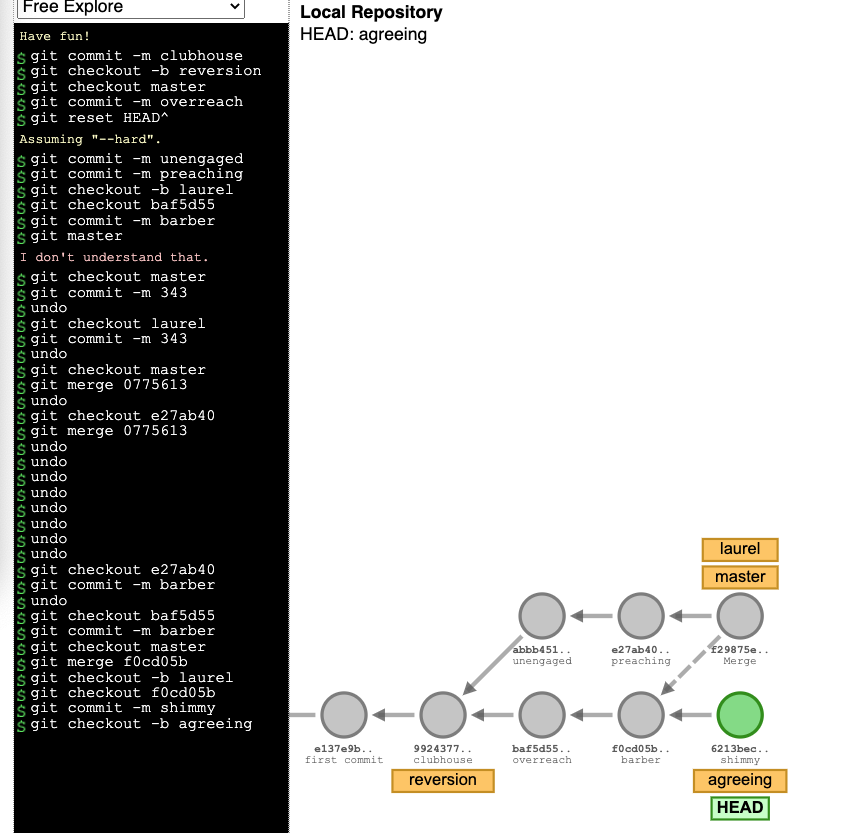 Free Explore
Have fun!
$ git commit -m clubhouse
$ git checkout -b reversion
$ git checkout master
$ git commit -m overreach
$ git reset HEAD^
Assuming "--hard".
$ git commit -m unengaged
$ git commit -m preaching
$ git checkout -b laurel
$ git checkout baf5d55
$ git commit -m barber
$ git master
I don't understand that.
$ git checkout master
$ git commit -m 343
$ undo
$ git checkout laurel
$ git commit -m 343
$ undo
$ git checkout master
$ git merge 0775613
$ undo
$ git checkout e27ab40
$ git merge 0775613
$ undo
$ undo
$ undo
$ undo
$ undo
$ undo
$ undo
$ undo
$ git checkout e27ab40
$ git commit -m barber
$ undo
$ git checkout baf5d55
$ git commit -m barber
$ git checkout master
$ git merge f0cd05b
$ git checkout -b laurel
$ git checkout f0cd05b
$ git commit -m shimmy
$ git checkout -b agreeing
Local Repository
HEAD: agreeing
laurel
master
abbb451.. e27ab40.. f29875e..
unengaged preaching Merge
e137e9b.. 9924377.. baf5d55.. f0cd05b.. 6213bec..
first commit clubhouse overreach barber shimmy
reversion agreeing
HEAD